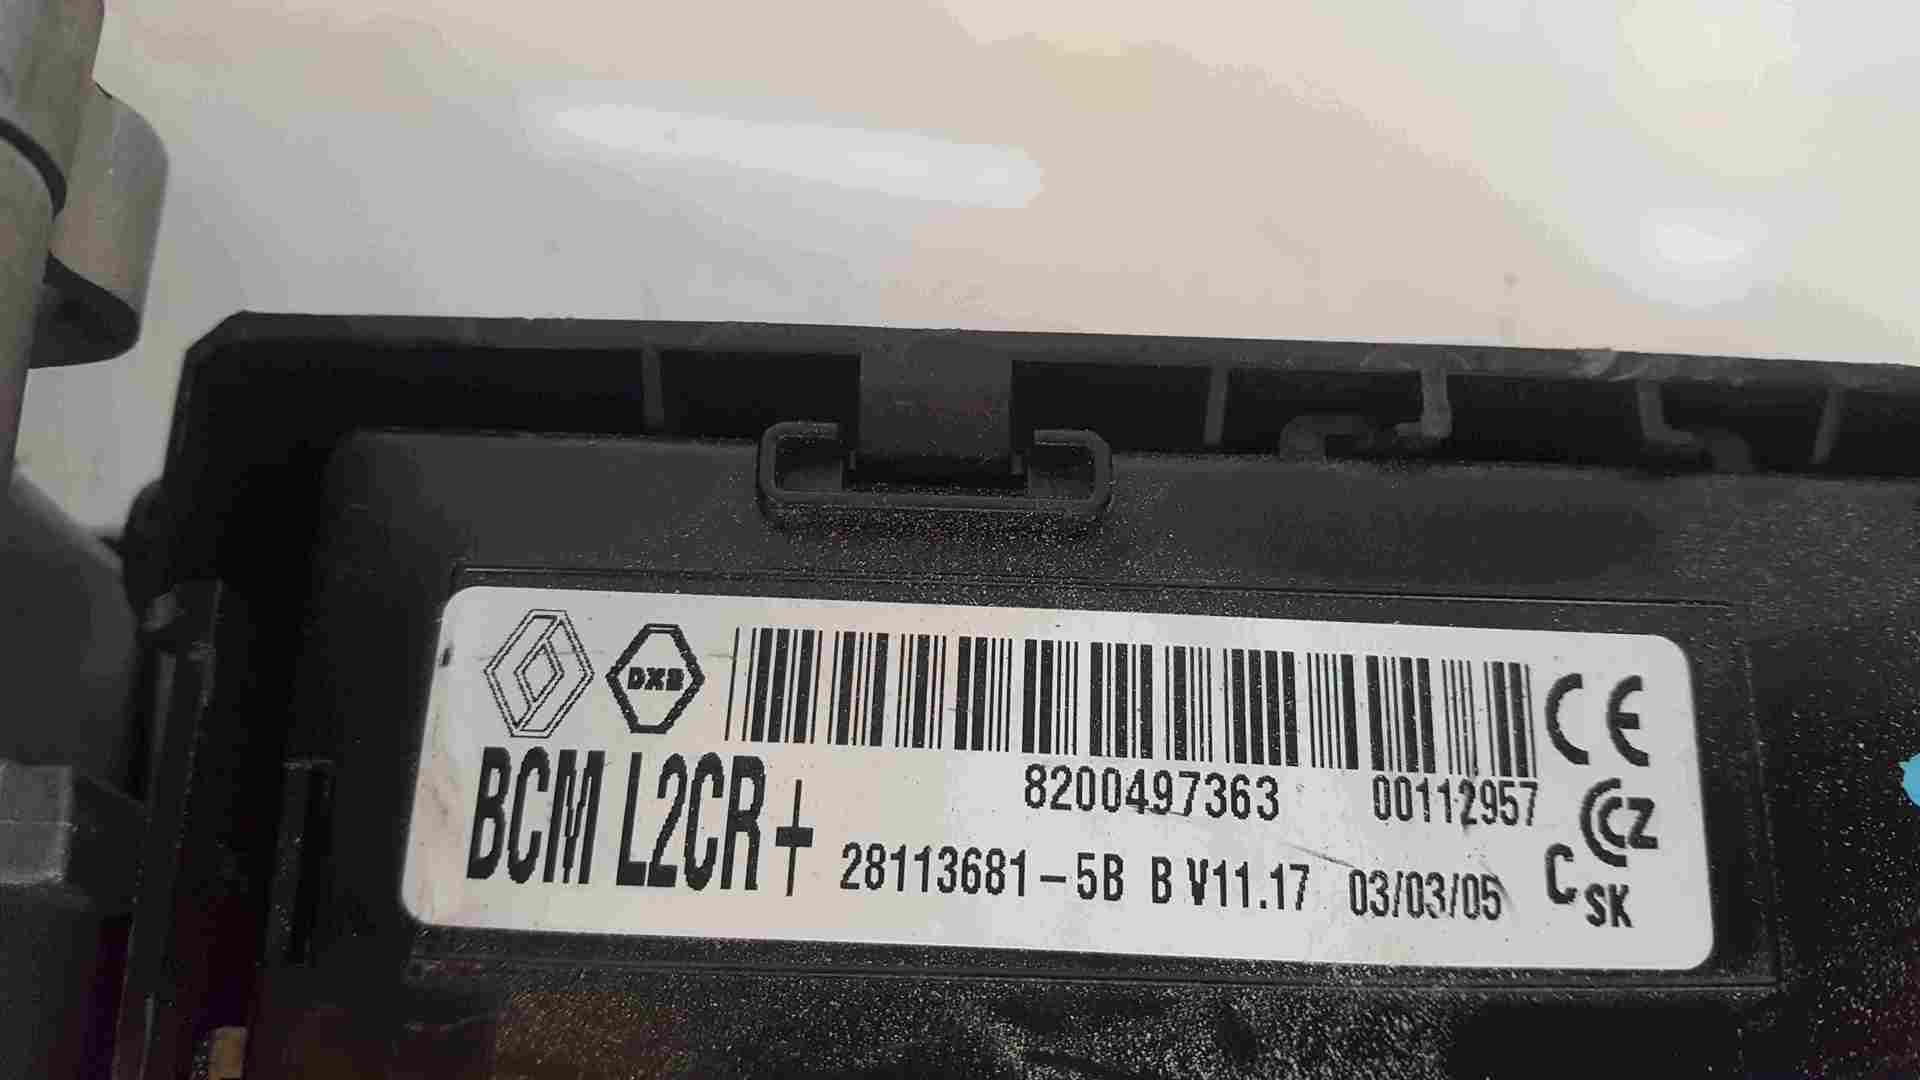 DXB
CE
8200497363 00112957
BCM L2CR+
CZ
28113681-5B B V11.17 03/03/05
C SK